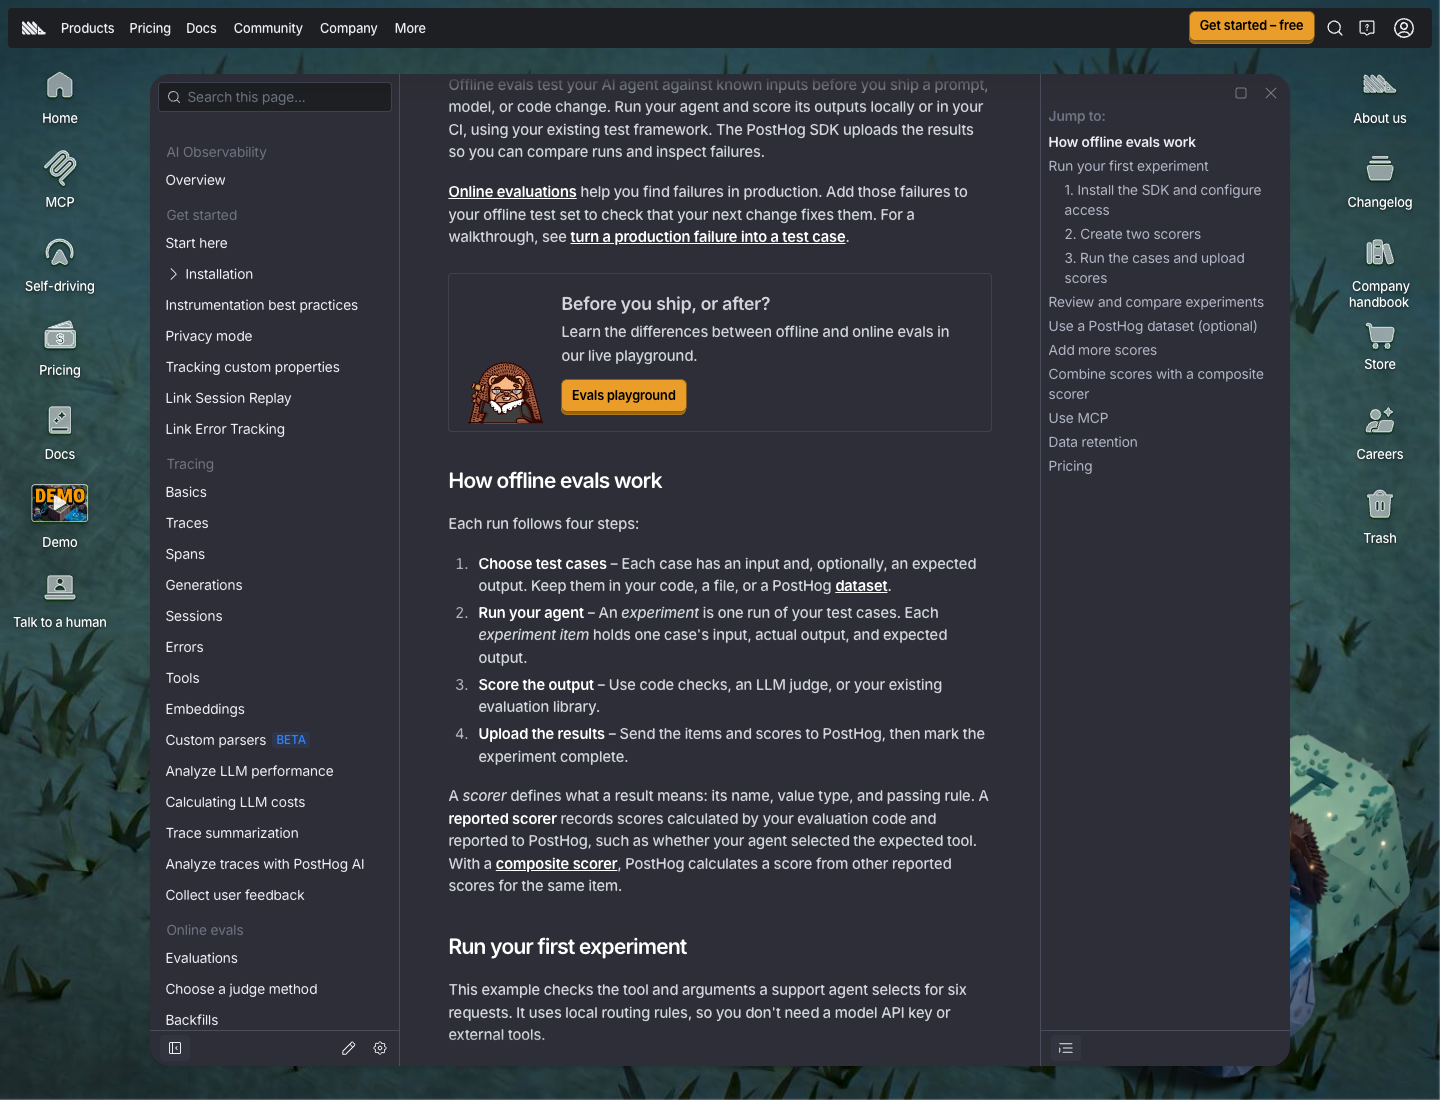 Products Pricing Docs Community Company More
Get started – free
Home
MCP
Self-driving
Pricing
Docs
DEMO
Demo
Talk to a human
Search this page...
AI Observability
Overview
Get started
Start here
Installation
Instrumentation best practices
Privacy mode
Tracking custom properties
Link Session Replay
Link Error Tracking
Tracing
Basics
Traces
Spans
Generations
Sessions
Errors
Tools
Embeddings
Custom parsers BETA
Analyze LLM performance
Calculating LLM costs
Trace summarization
Analyze traces with PostHog AI
Collect user feedback
Online evals
Evaluations
Choose a judge method
Backfills
Offline evals test your AI agent against known inputs before you ship a prompt,
model, or code change. Run your agent and score its outputs locally or in your
CI, using your existing test framework. The PostHog SDK uploads the results
so you can compare runs and inspect failures.
Online evaluations help you find failures in production. Add those failures to
your offline test set to check that your next change fixes them. For a
walkthrough, see turn a production failure into a test case.
Before you ship, or after?
Learn the differences between offline and online evals in
our live playground.
Evals playground
How offline evals work
Each run follows four steps:
1. Choose test cases – Each case has an input and, optionally, an expected
output. Keep them in your code, a file, or a PostHog dataset.
2. Run your agent – An experiment is one run of your test cases. Each
experiment item holds one case's input, actual output, and expected
output.
3. Score the output – Use code checks, an LLM judge, or your existing
evaluation library.
4. Upload the results – Send the items and scores to PostHog, then mark the
experiment complete.
A scorer defines what a result means: its name, value type, and passing rule. A
reported scorer records scores calculated by your evaluation code and
reported to PostHog, such as whether your agent selected the expected tool.
With a composite scorer, PostHog calculates a score from other reported
scores for the same item.
Run your first experiment
This example checks the tool and arguments a support agent selects for six
requests. It uses local routing rules, so you don't need a model API key or
external tools.
Jump to:
How offline evals work
Run your first experiment
1. Install the SDK and configure
access
2. Create two scorers
3. Run the cases and upload
scores
Review and compare experiments
Use a PostHog dataset (optional)
Add more scores
Combine scores with a composite
scorer
Use MCP
Data retention
Pricing
About us
Changelog
Company
handbook
Store
Careers
Trash